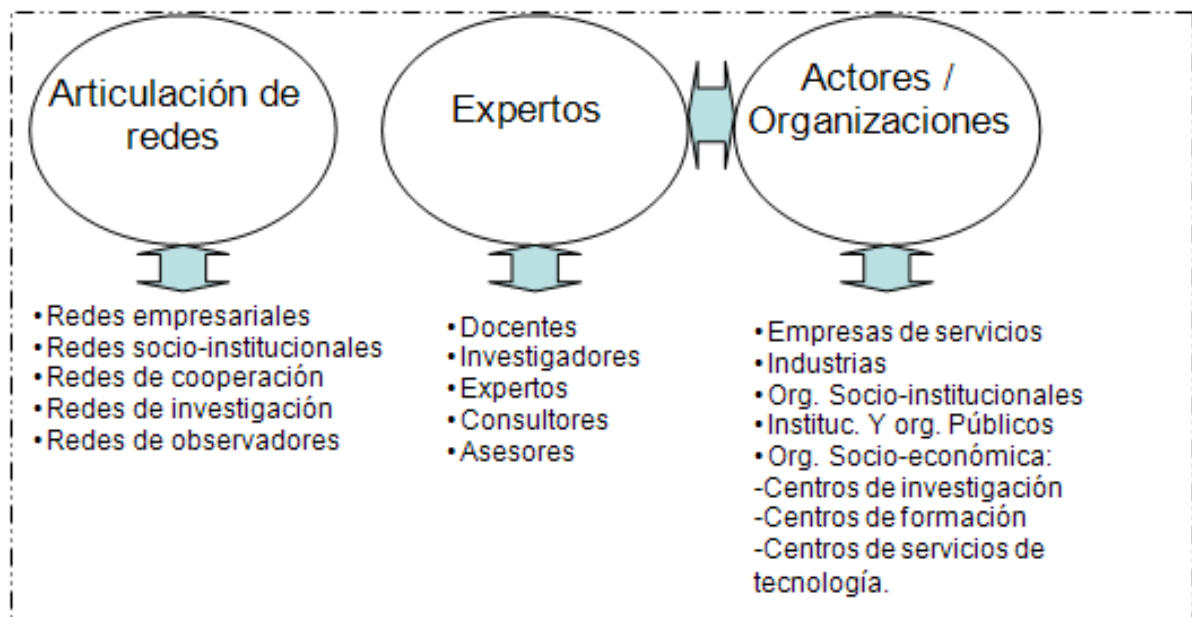 Articulación de
redes
•Redes empresariales
•Redes socio-institucionales
•Redes de cooperación
•Redes de investigación
•Redes de observadores
Expertos
•Docentes
•Investigadores
•Expertos
•Consultores
•Asesores
Actores /
Organizaciones
•Empresas de servicios
•Industrias
•Org. Socio-institucionales
•Instituc. Y org. Públicos
•Org. Socio-económica:
-Centros de investigación
-Centros de formación
-Centros de servicios de
tecnología.